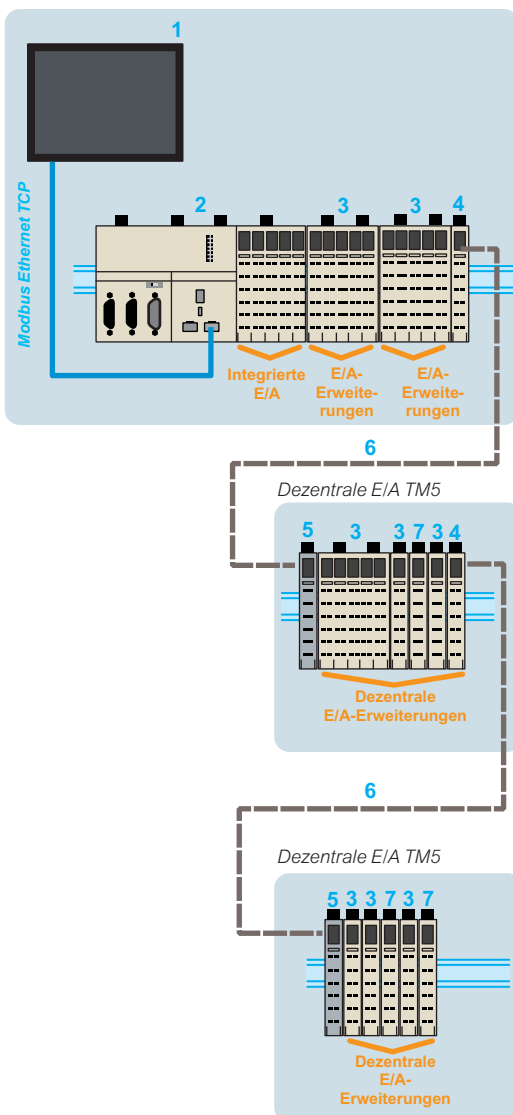 1
Modbus Ethernet TCP
2 3 3 4
Integrierte
E/A
E/A-
Erweite-
rungen
E/A-
Erweite-
rungen
6
Dezentrale E/A TM5
5 3 3 7 3 4
Dezentrale
E/A-Erweiterungen
6
Dezentrale E/A TM5
5 3 3 7 3 7
Dezentrale
E/A-
Erweiterungen